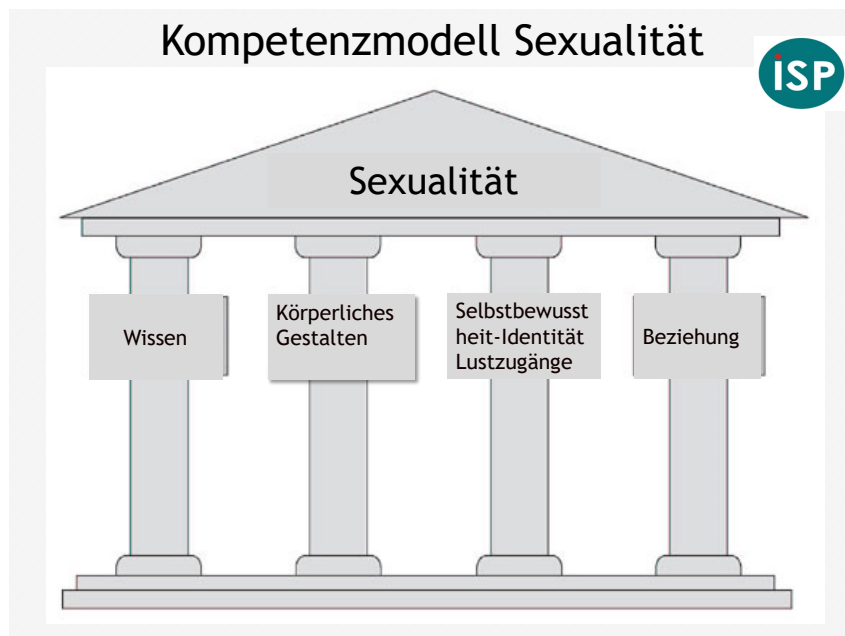 Kompetenzmodell Sexualität
iSP
Sexualität
Wissen
Körperliches
Gestalten
Selbstbewusst
heit-Identität
Lustzugänge
Beziehung